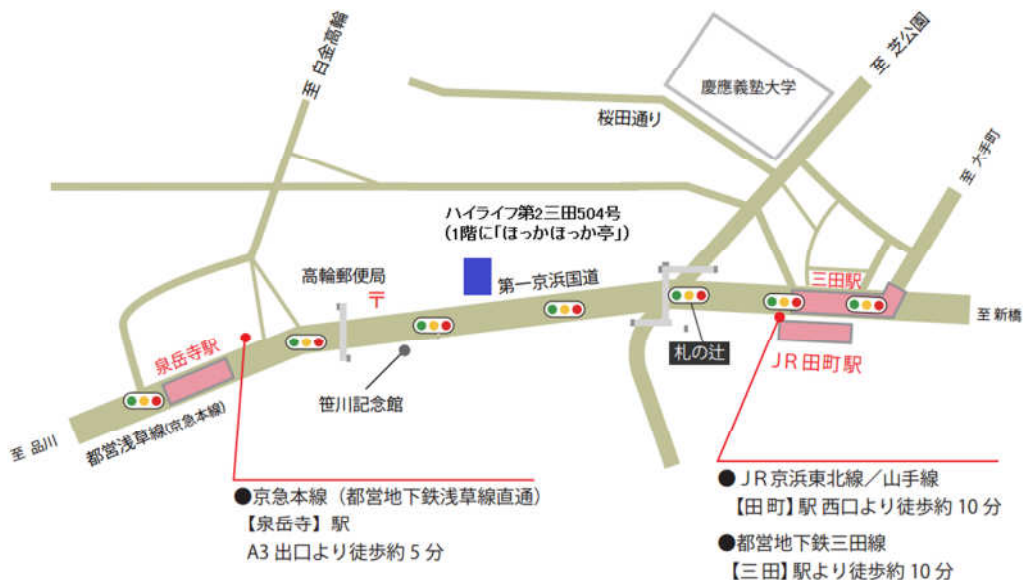 至 白金高輪
至 芝公園
慶應義塾大学
桜田通り
至 大手町
ハイライフ第2三田504号
(1階に「ほっかほっか亭」)
高輪郵便局
〒
第一京浜国道
三田駅
至 新橋
札の辻
JR 田町駅
泉岳寺駅
笹川記念館
至 品川
都営浅草線(京急本線)
●京急本線(都営地下鉄浅草線直通)
【泉岳寺】駅
A3 出口より徒歩約 5 分
●JR京浜東北線/山手線
【田町】駅 西口より徒歩約 10 分
●都営地下鉄三田線
【三田】駅より徒歩約 10 分